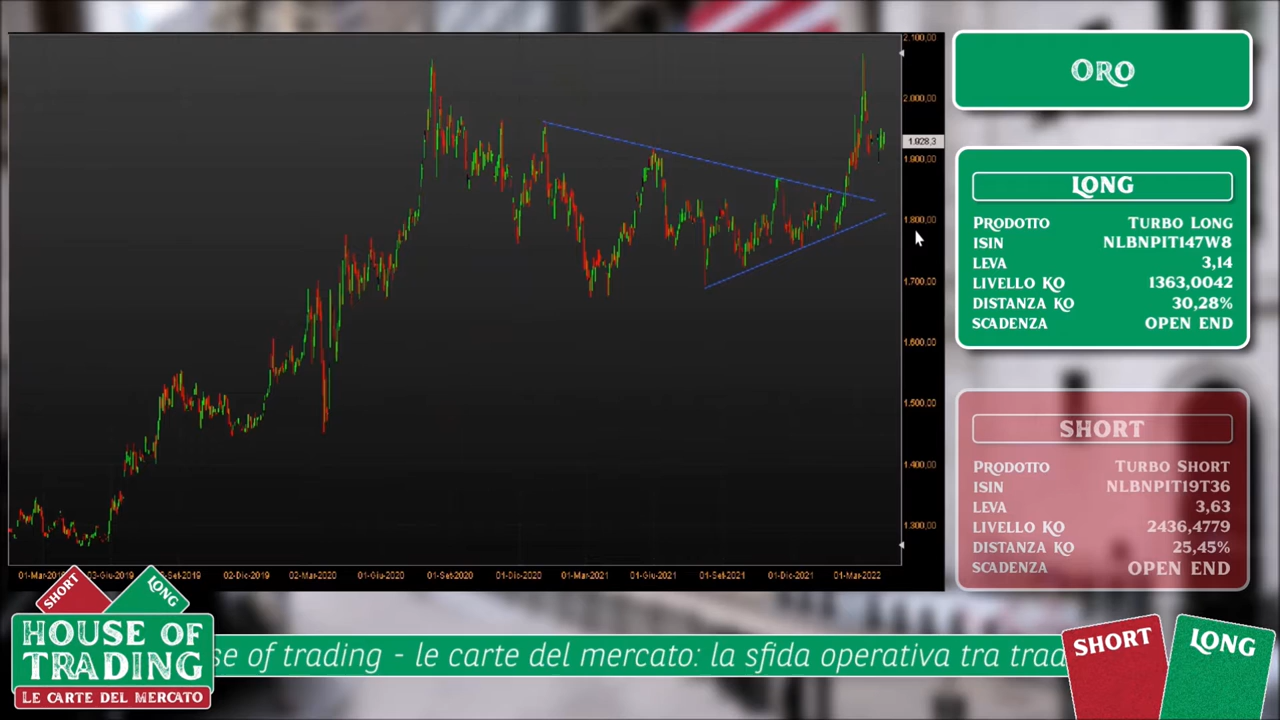 2.100,00
2.000,00
1.928,3
1.900,00
1.800,00
1.700,00
1.600,00
1.500,00
1.400,00
1.300,00
01-Mar-2019 03-Giu-2019 02-Dic-2019 02-Mar-2020 01-Giu-2020 01-Set-2020 01-Dic-2020 01-Mar-2021 01-Giu-2021 01-Set-2021 01-Dic-2021 01-Mar-2022
ORO
LONG
PRODOTTO TURBO LONG
ISIN NLBNPIT147W8
LEVA 3,14
LIVELLO KO 1363,0042
DISTANZA KO 30,28%
SCADENZA OPEN END
SHORT
PRODOTTO TURBO SHORT
ISIN NLBNPIT19T36
LEVA 3,63
LIVELLO KO 2436,4779
DISTANZA KO 25,45%
SCADENZA OPEN END
SHORT LONG
HOUSE OF
TRADING
LE CARTE DEL MERCATO
se of trading - le carte del mercato: la sfida operativa tra trad
SHORT LONG